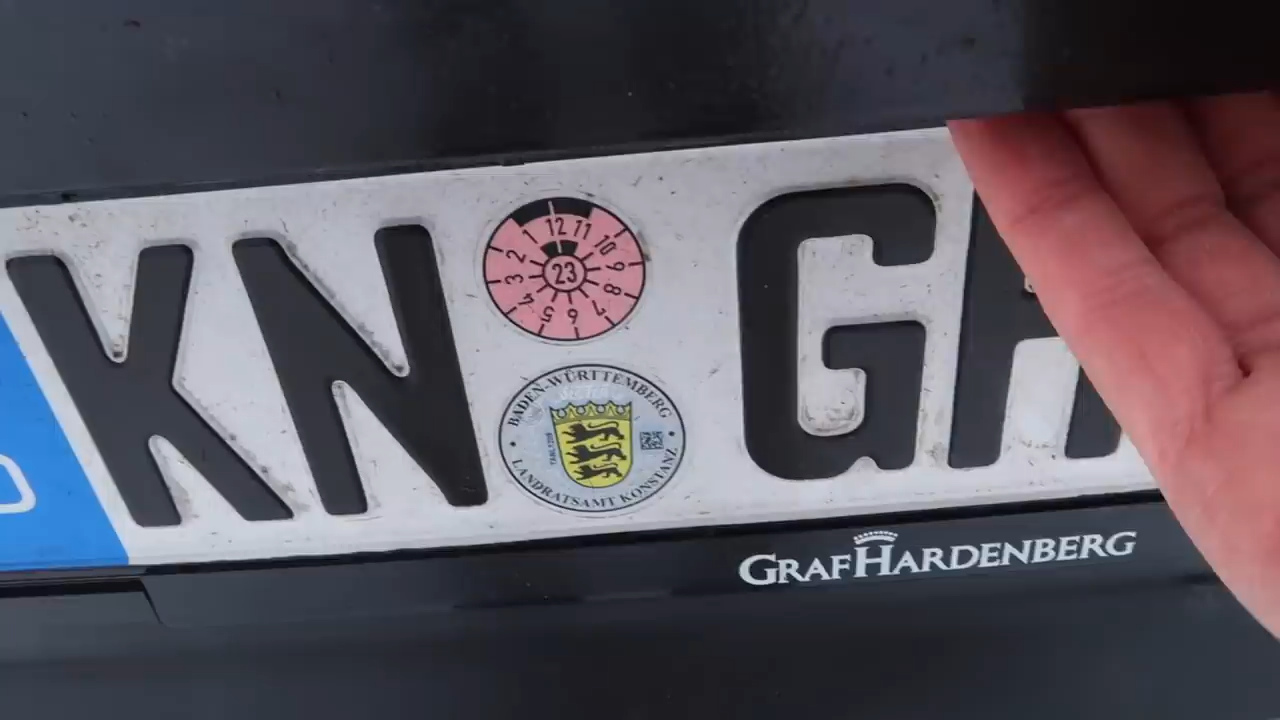 KN GA
12 11 10 9 8 7 6 5 4 3 2 1
23
BADEN-WÜRTTEMBERG
LANDRATSAMT KONSTANZ
GRAFHARDENBERG